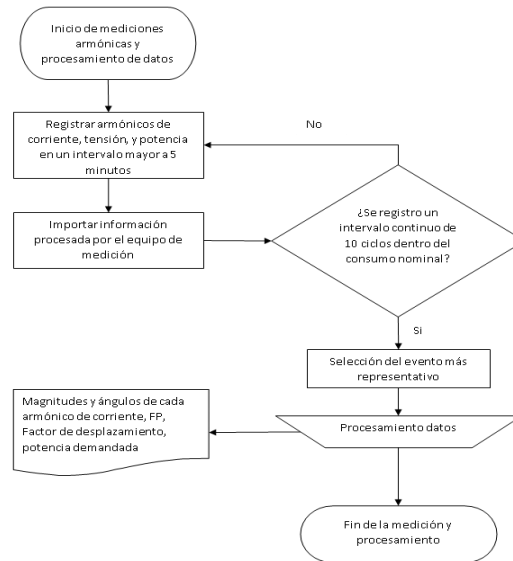 Inicio de mediciones
armónicas y
procesamiento de datos
Registrar armónicos de
corriente, tensión, y potencia
en un intervalo mayor a 5
minutos
No
Importar información
procesada por el equipo de
medición
¿Se registro un
intervalo continuo de
10 ciclos dentro del
consumo nominal?
Si
Selección del evento más
representativo
Magnitudes y ángulos de cada
armónico de corriente, FP,
Factor de desplazamiento,
potencia demandada
Procesamiento datos
Fin de la medición y
procesamiento